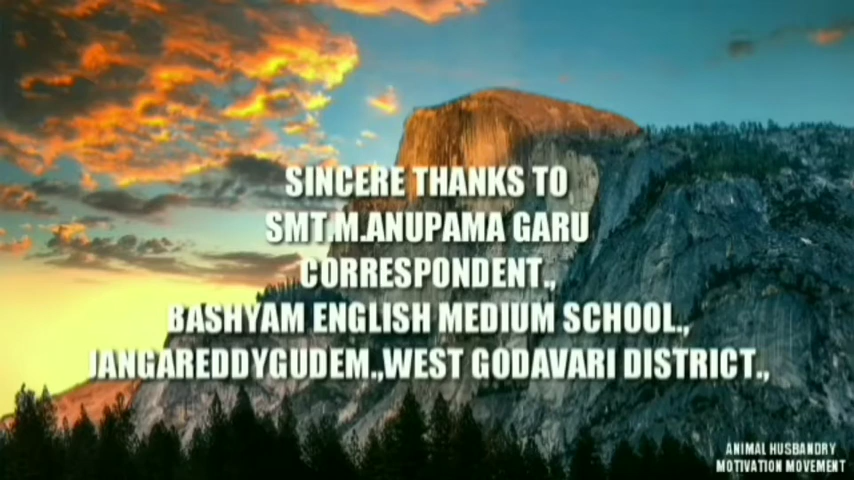 SINCERE THANKS TO
SMT.M.ANUPAMA GARU
CORRESPONDENT.,
BASHYAM ENGLISH MEDIUM SCHOOL.,
JANGAREDDYGUDEM.,WEST GODAVARI DISTRICT.,
ANIMAL HUSBANDRY
MOTIVATION MOVEMENT